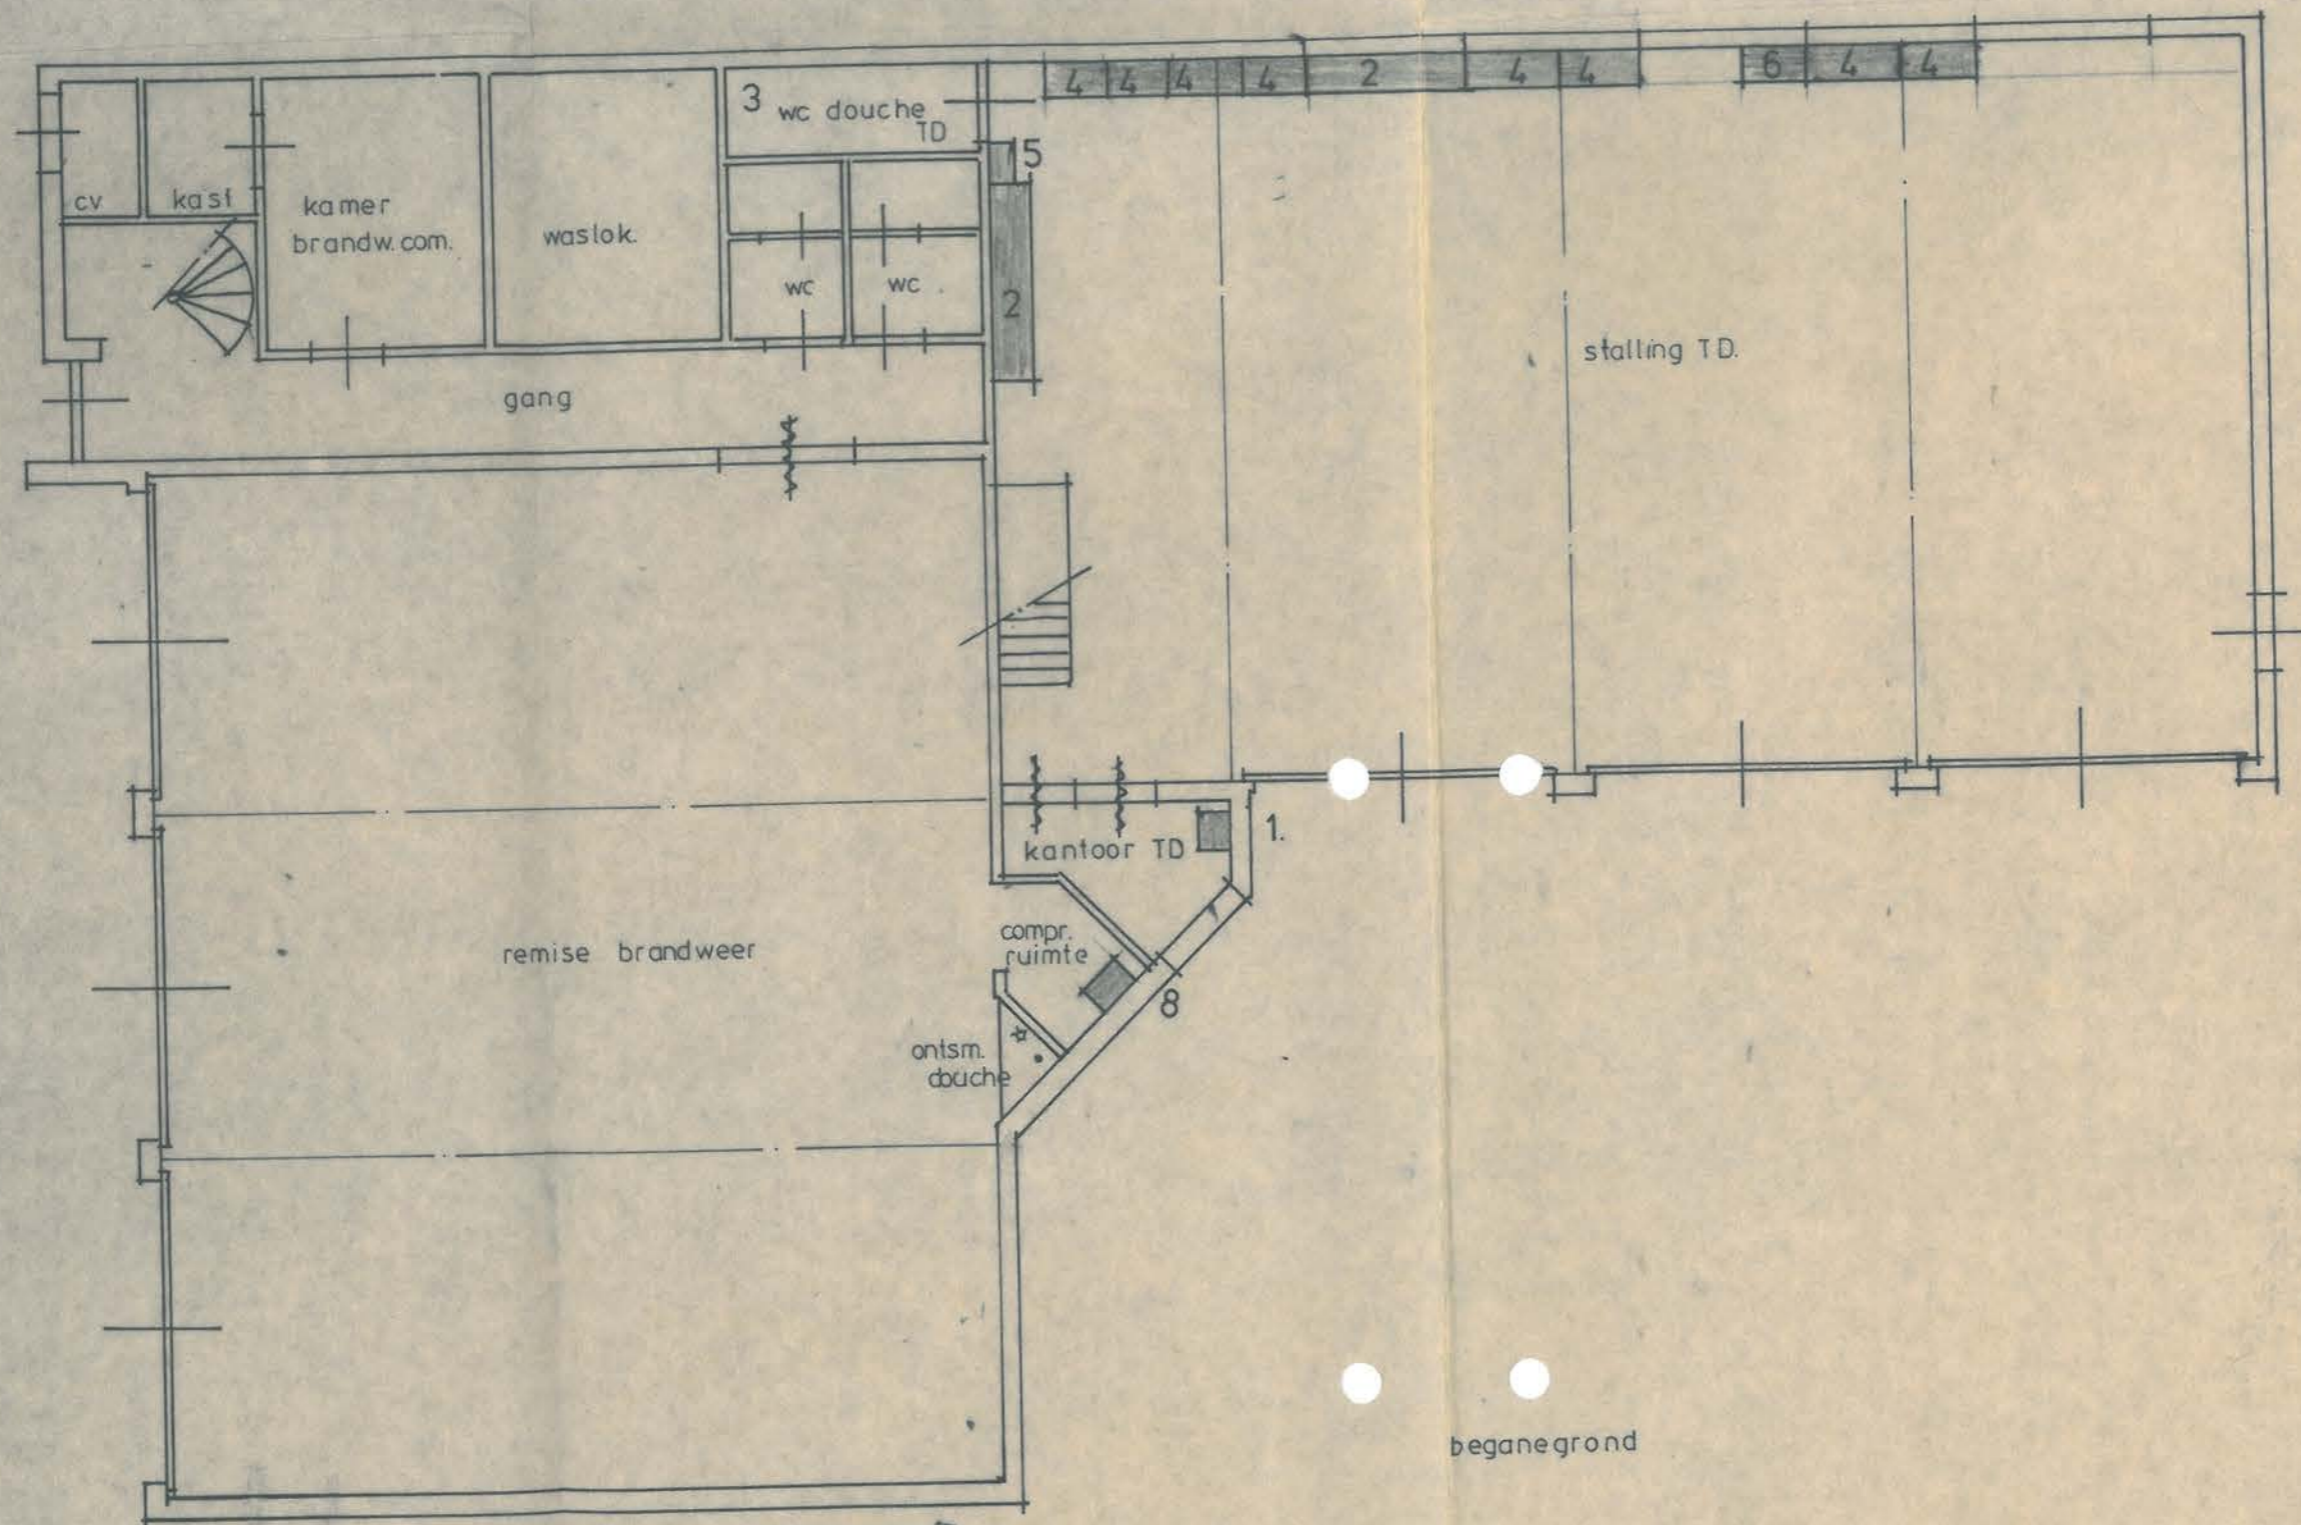 4 4 4 4 2 4 4 6 4 4
3 wc douche
TD
5
cv
kast
kamer
brandw. com.
waslok.
wc
wc
2
stalling TD.
gang
1.
kantoor TD
remise brandweer
compr.
ruimte
8
ontsm.
douche
beganegrond